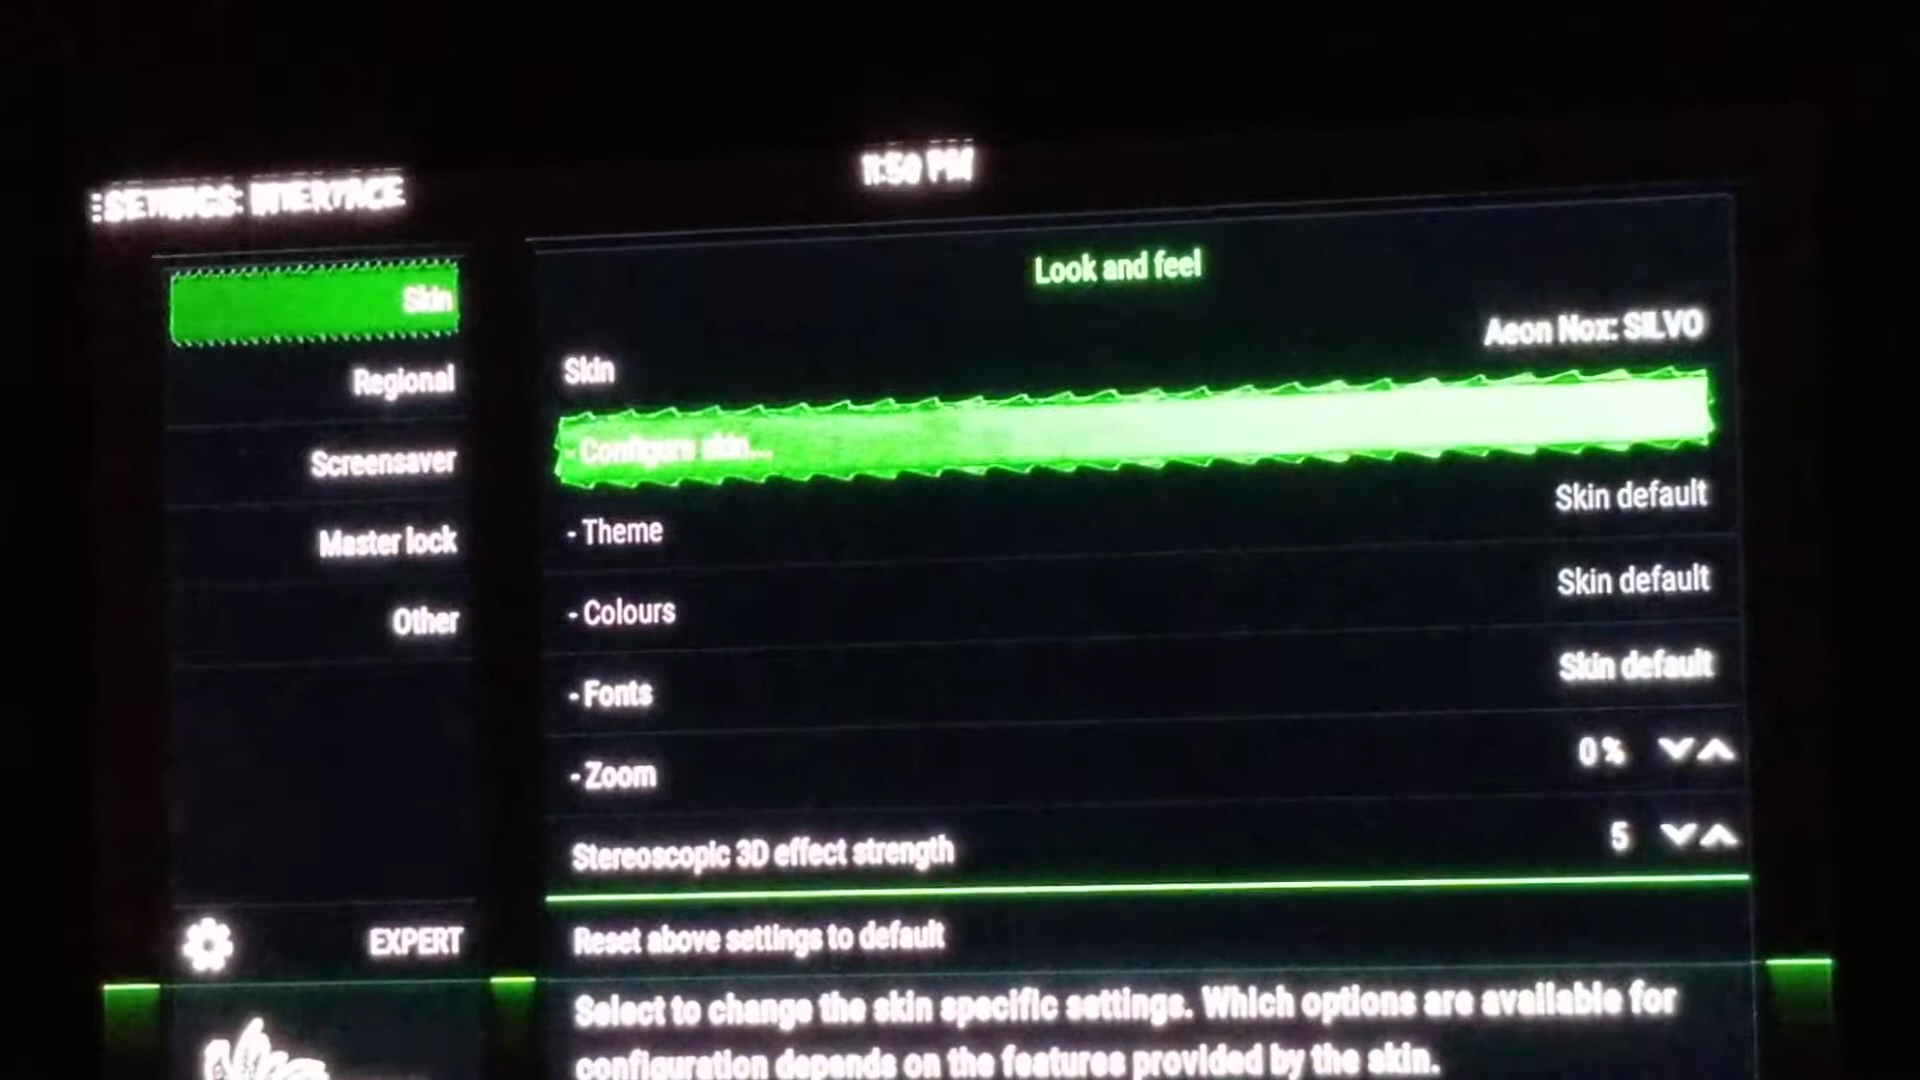 SETTINGS: INTERFACE
11:50 PM
Skin
Regional
Screensaver
Master lock
Other
EXPERT
Look and feel
Skin Aeon Nox: SILVO
- Configure skin...
- Theme Skin default
- Colours Skin default
- Fonts Skin default
- Zoom 0 %
Stereoscopic 3D effect strength 5
Reset above settings to default
Select to change the skin specific settings. Which options are available for
configuration depends on the features provided by the skin.